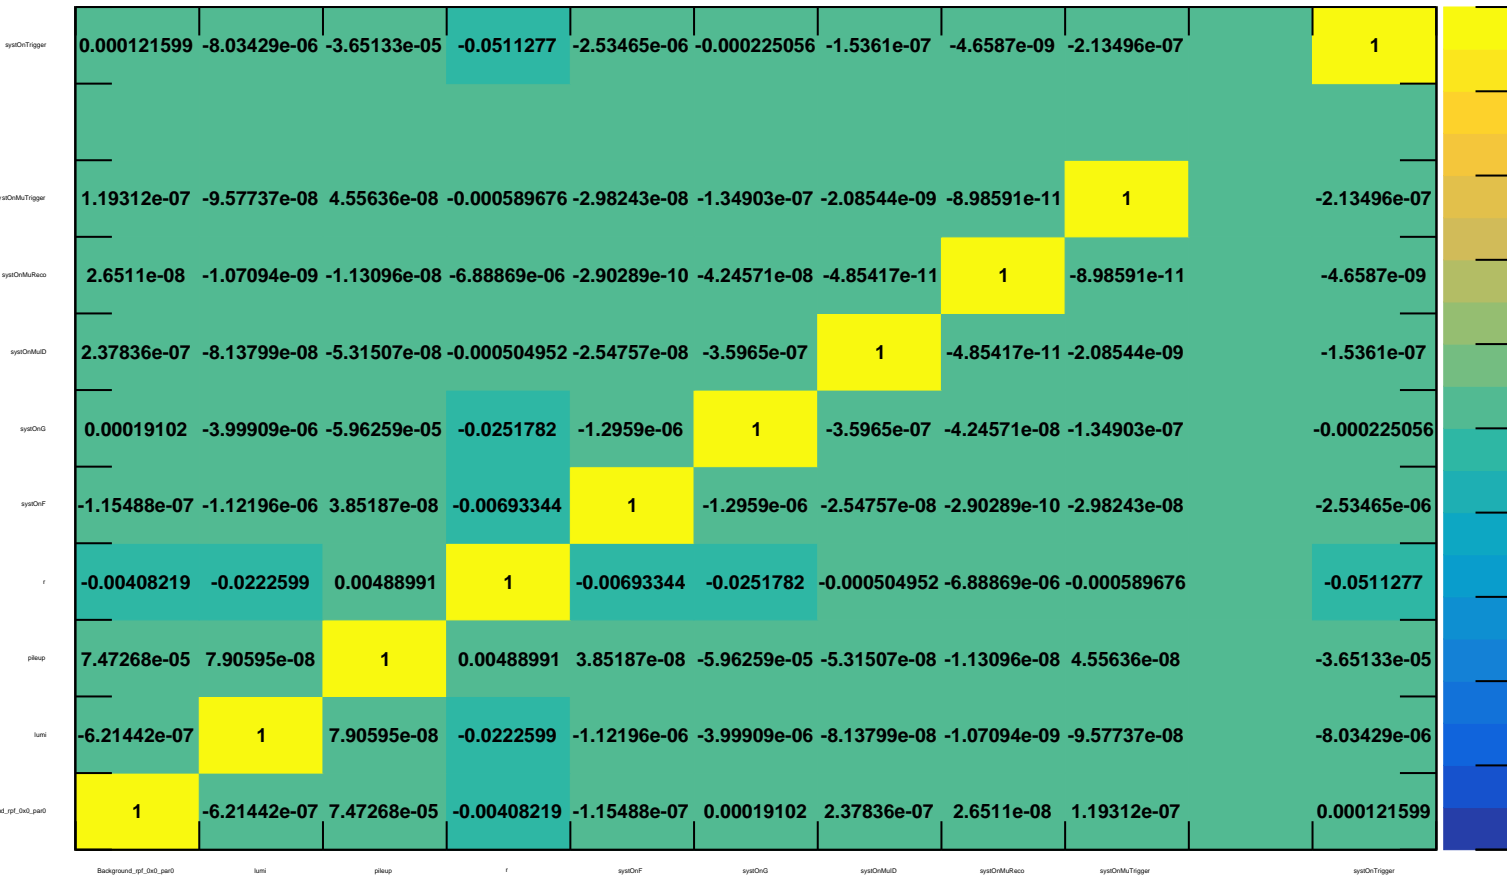 systOnTrigger 0.000121599 -8.03429e-06 -3.65133e-05 -0.0511277 -2.53465e-06 -0.000225056 -1.5361e-07 -4.6587e-09 -2.13496e-07 1
stOnMuTrigger 1.19312e-07 -9.57737e-08 4.55636e-08 -0.000589676 -2.98243e-08 -1.34903e-07 -2.08544e-09 -8.98591e-11 1 -2.13496e-07
systOnMuReco 2.6511e-08 -1.07094e-09 -1.13096e-08 -6.88869e-06 -2.90289e-10 -4.24571e-08 -4.85417e-11 1 -8.98591e-11 -4.6587e-09
systOnMuID 2.37836e-07 -8.13799e-08 -5.31507e-08 -0.000504952 -2.54757e-08 -3.5965e-07 1 -4.85417e-11 -2.08544e-09 -1.5361e-07
systOnG 0.00019102 -3.99909e-06 -5.96259e-05 -0.0251782 -1.2959e-06 1 -3.5965e-07 -4.24571e-08 -1.34903e-07 -0.000225056
systOnF -1.15488e-07 -1.12196e-06 3.85187e-08 -0.00693344 1 -1.2959e-06 -2.54757e-08 -2.90289e-10 -2.98243e-08 -2.53465e-06
r -0.00408219 -0.0222599 0.00488991 1 -0.00693344 -0.0251782 -0.000504952 -6.88869e-06 -0.000589676 -0.0511277
pileup 7.47268e-05 7.90595e-08 1 0.00488991 3.85187e-08 -5.96259e-05 -5.31507e-08 -1.13096e-08 4.55636e-08 -3.65133e-05
lumi -6.21442e-07 1 7.90595e-08 -0.0222599 -1.12196e-06 -3.99909e-06 -8.13799e-08 -1.07094e-09 -9.57737e-08 -8.03429e-06
d_rpf_0x0_par0 1 -6.21442e-07 7.47268e-05 -0.00408219 -1.15488e-07 0.00019102 2.37836e-07 2.6511e-08 1.19312e-07 0.000121599
Background_rpf_0x0_par0 lumi pileup r systOnF systOnG systOnMuID systOnMuReco systOnMuTrigger systOnTrigger